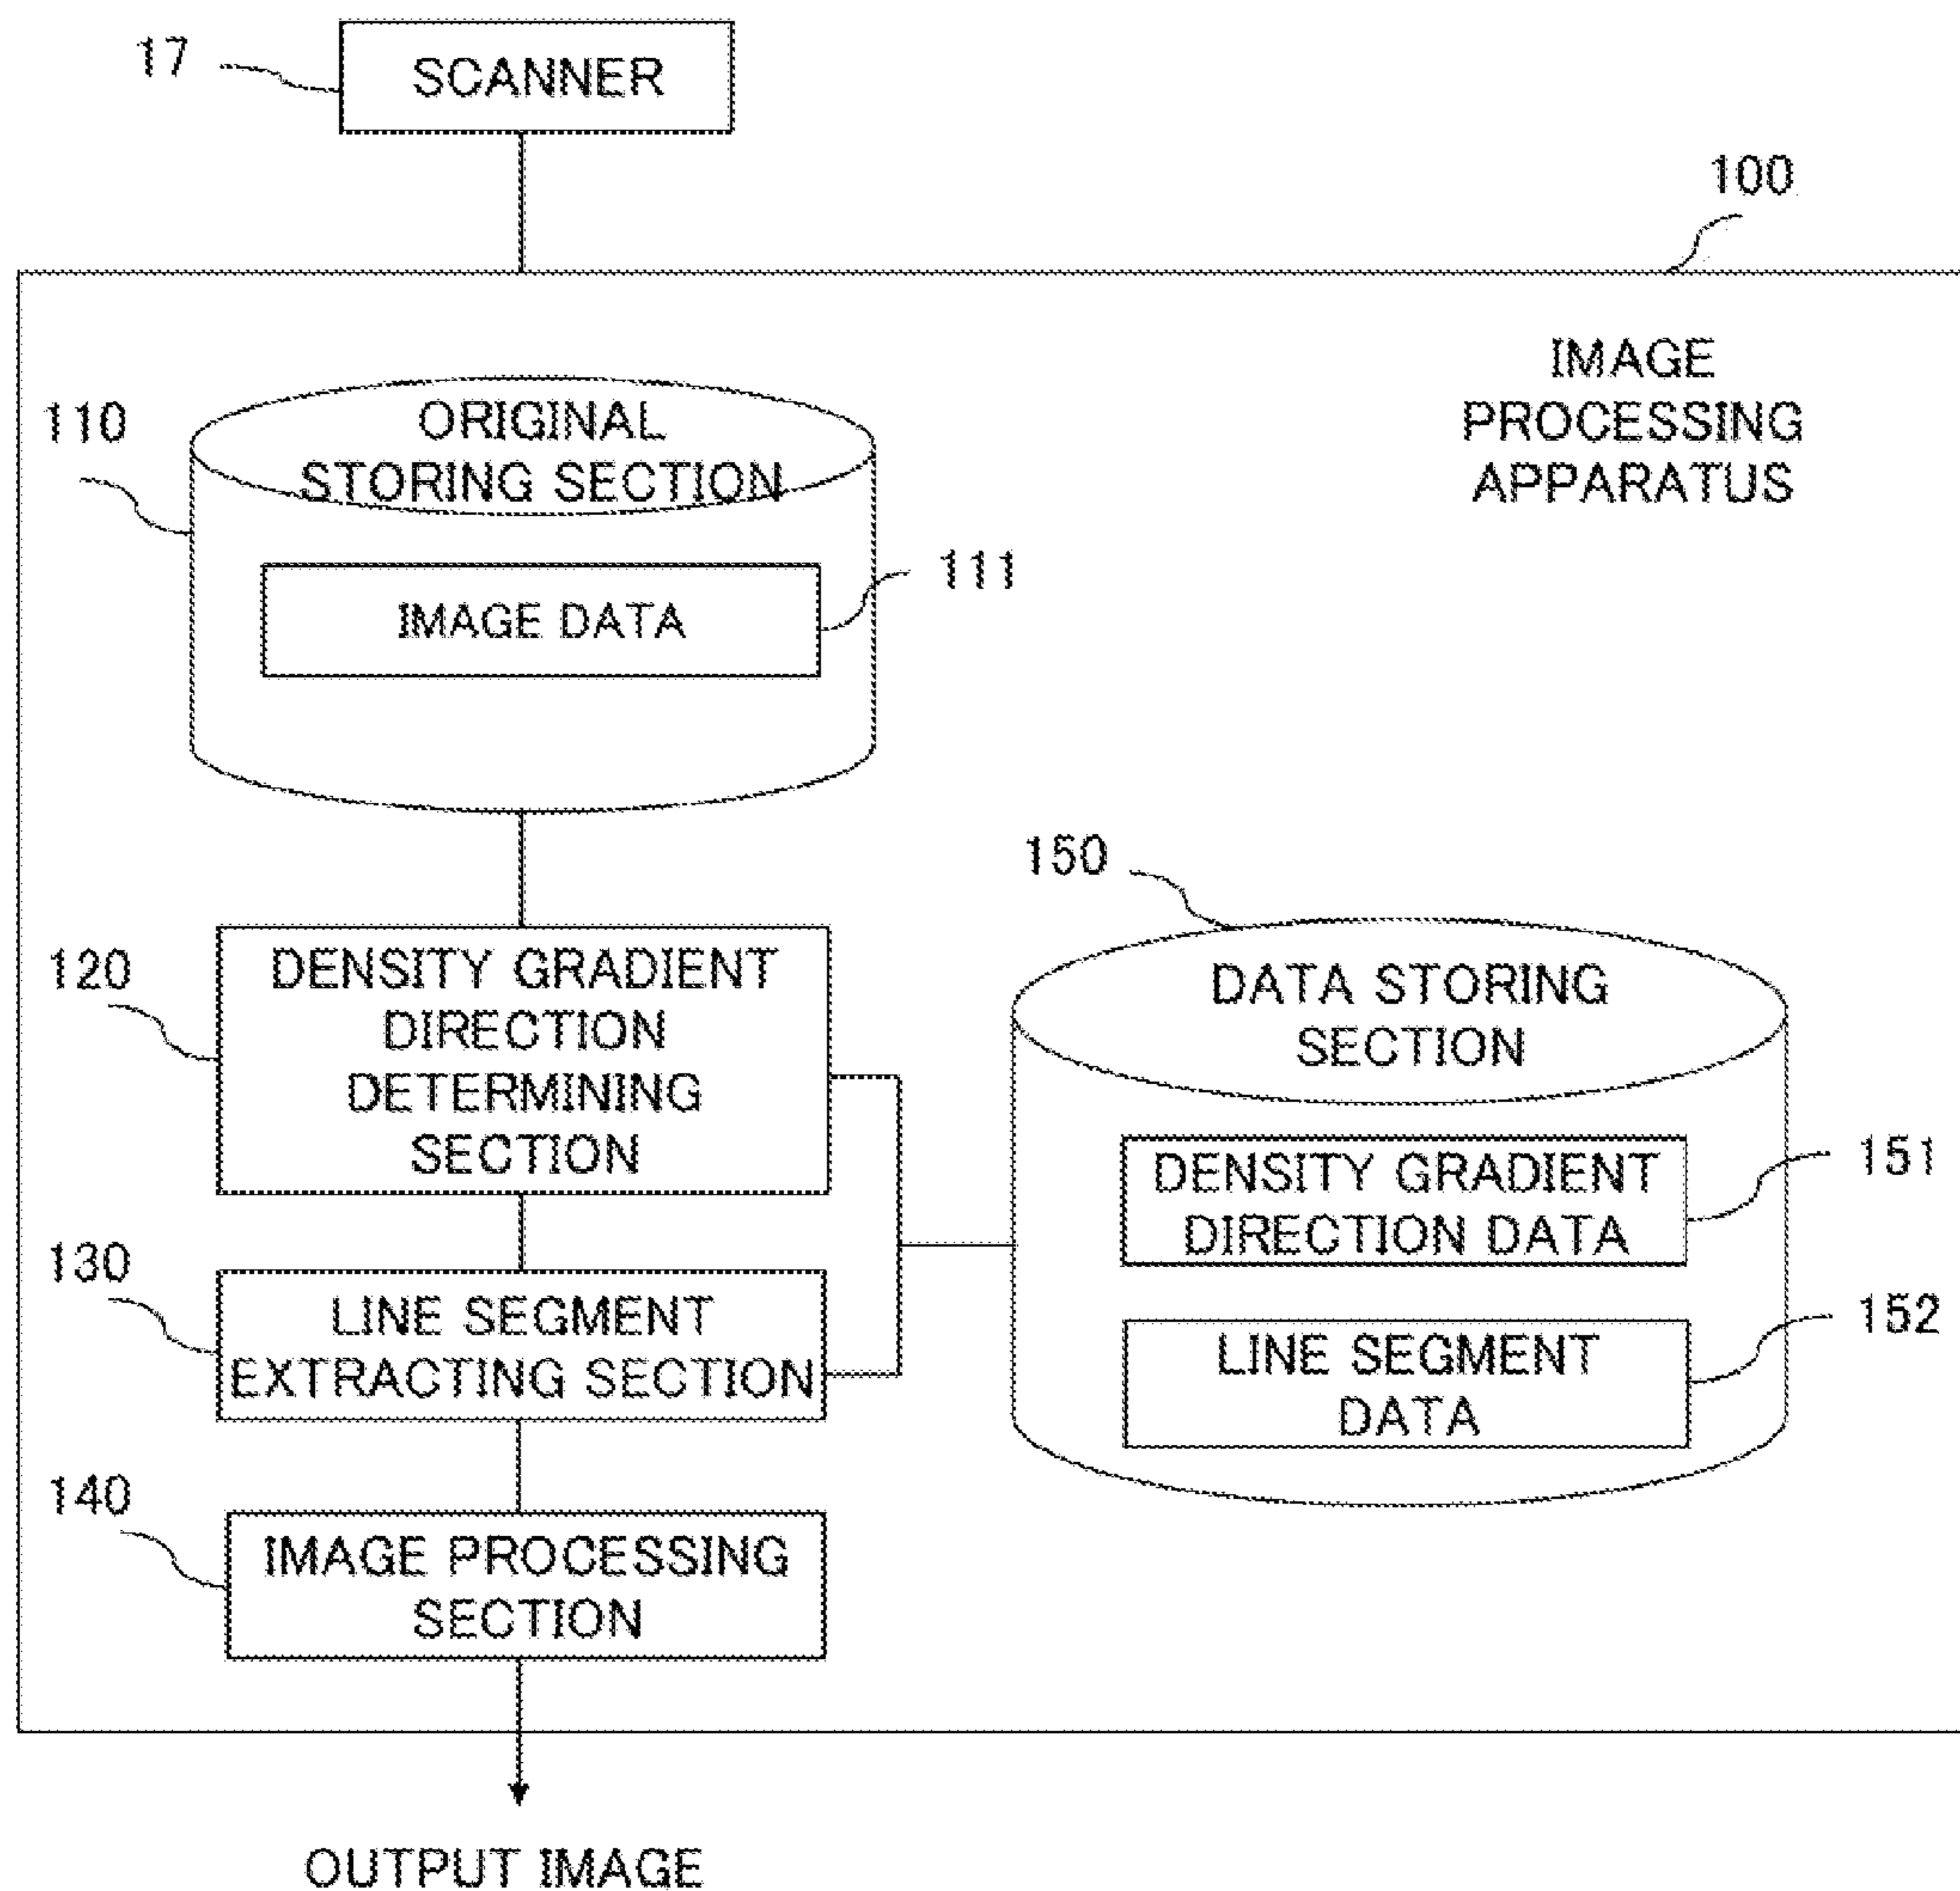 17
SCANNER
100
IMAGE
PROCESSING
APPARATUS
110
ORIGINAL
STORING SECTION
111
IMAGE DATA
120
DENSITY GRADIENT
DIRECTION
DETERMINING
SECTION
150
DATA STORING
SECTION
151
DENSITY GRADIENT
DIRECTION DATA
152
LINE SEGMENT
DATA
130
LINE SEGMENT
EXTRACTING SECTION
140
IMAGE PROCESSING
SECTION
OUTPUT IMAGE